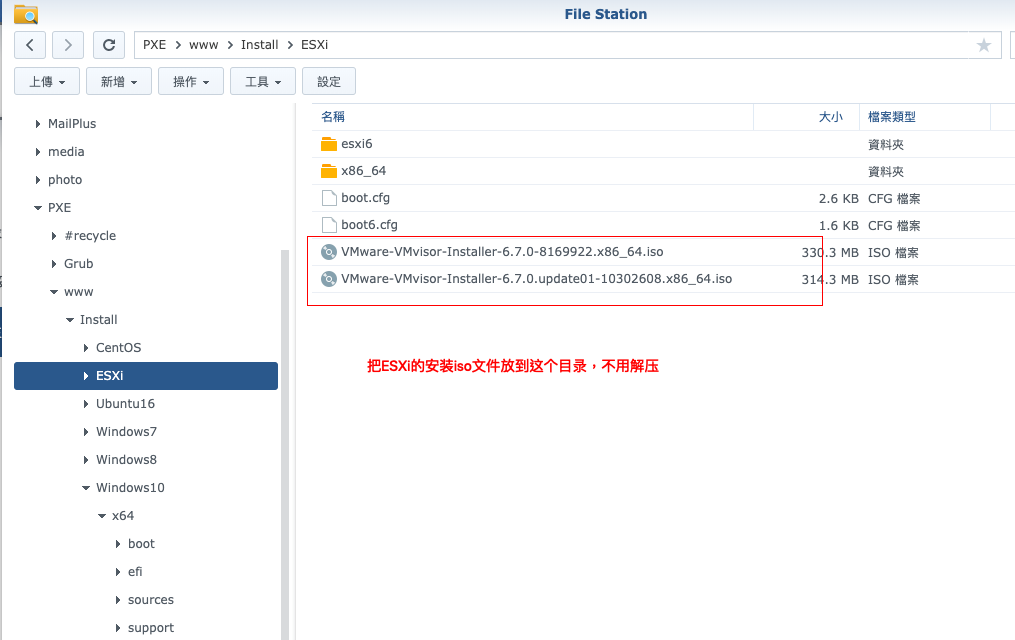 File Station
PXE > www > Install > ESXi
上傳 新增 操作 工具 設定
MailPlus
media
photo
PXE
#recycle
Grub
www
Install
CentOS
ESXi
Ubuntu16
Windows7
Windows8
Windows10
x64
boot
efi
sources
support
名稱 大小 檔案類型
esxi6 資料夾
x86_64 資料夾
boot.cfg 2.6 KB CFG 檔案
boot6.cfg 1.6 KB CFG 檔案
VMware-VMvisor-Installer-6.7.0-8169922.x86_64.iso 330.3 MB ISO 檔案
VMware-VMvisor-Installer-6.7.0.update01-10302608.x86_64.iso 314.3 MB ISO 檔案
把ESXi的安装iso文件放到这个目录，不用解压